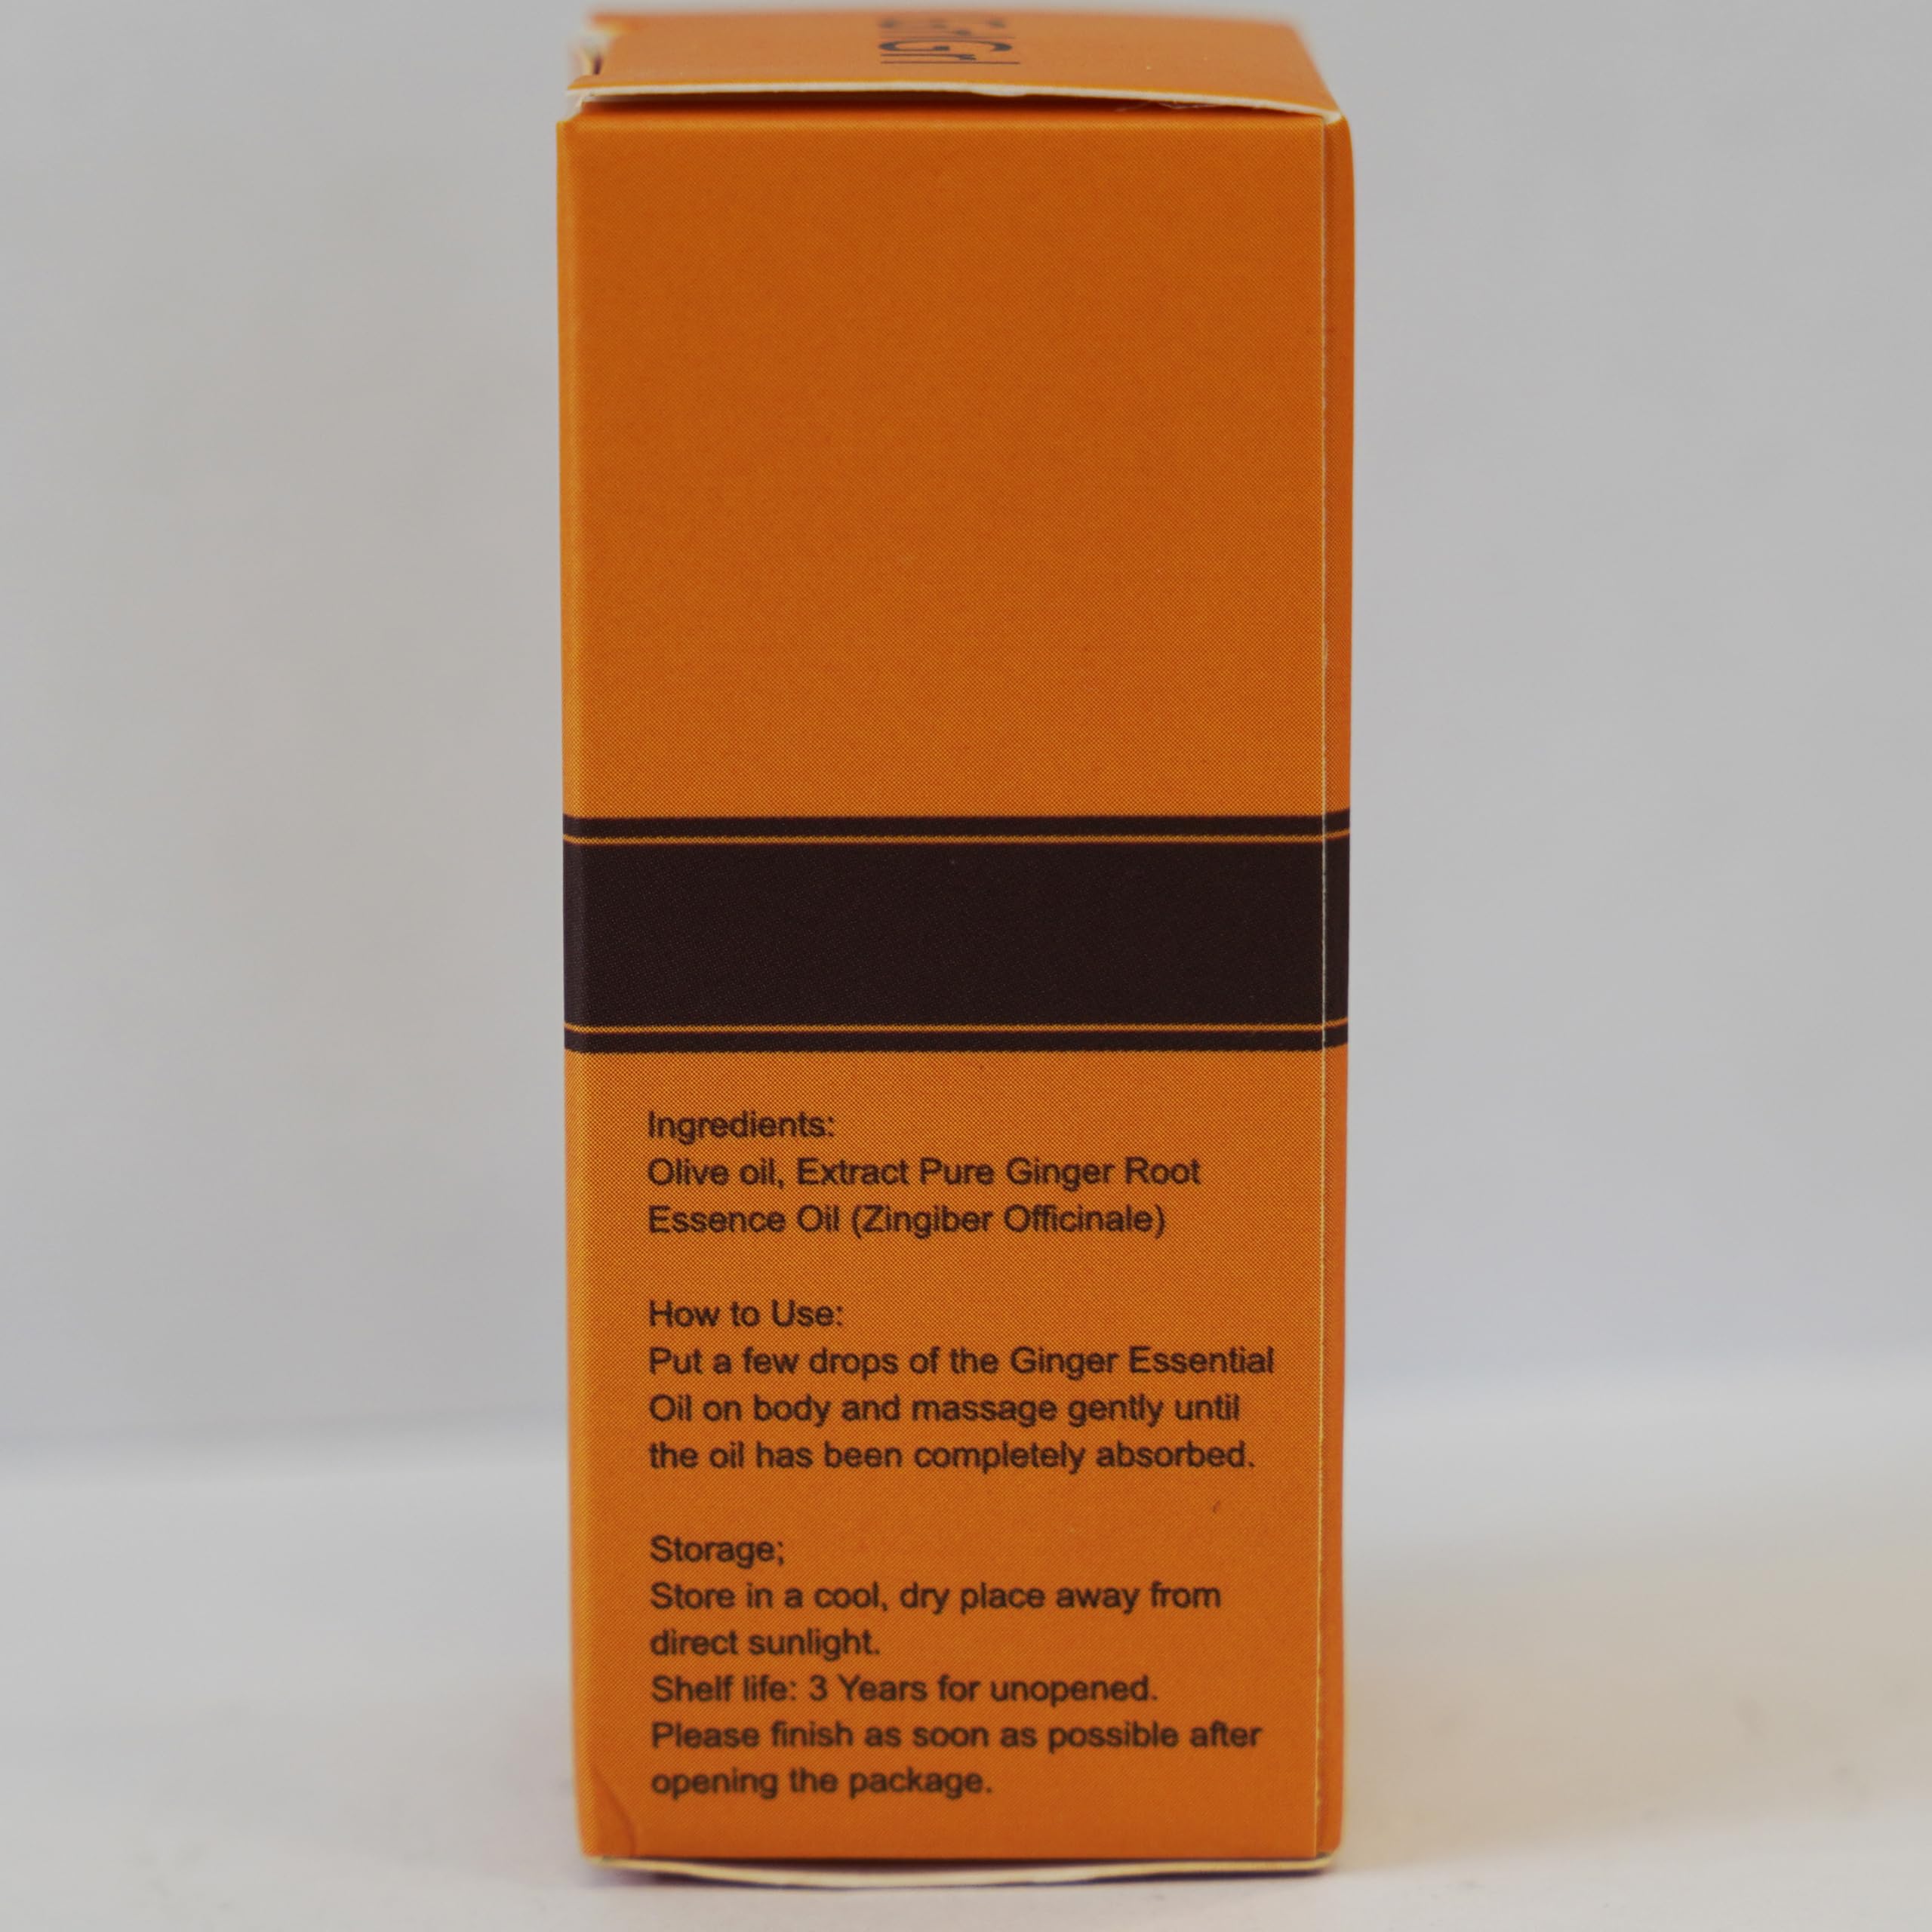 Ingredients:
Olive oil, Extract Pure Ginger Root
Essence Oil (Zingiber Officinale)
How to Use:
Put a few drops of the Ginger Essential
Oil on body and massage gently until
the oil has been completely absorbed.
Storage;
Store in a cool, dry place away from
direct sunlight.
Shelf life: 3 Years for unopened.
Please finish as soon as possible after
opening the package.